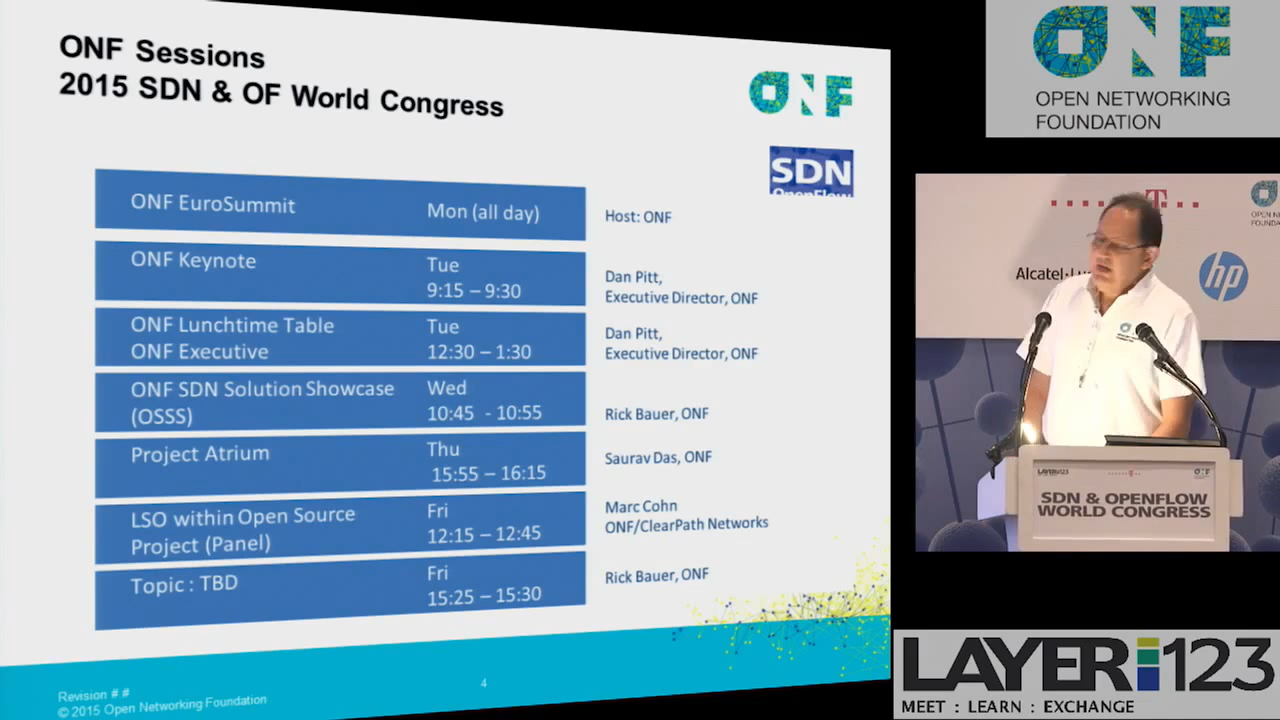 ONF Sessions
2015 SDN & OF World Congress
ONF
SDN
OpenFlow
ONF EuroSummit
Mon (all day)
Host: ONF
ONF Keynote
Tue
9:15 – 9:30
Dan Pitt,
Executive Director, ONF
ONF Lunchtime Table
ONF Executive
Tue
12:30 – 1:30
Dan Pitt,
Executive Director, ONF
ONF SDN Solution Showcase
(OSSS)
Wed
10:45 - 10:55
Rick Bauer, ONF
Project Atrium
Thu
15:55 – 16:15
Saurav Das, ONF
LSO within Open Source
Project (Panel)
Fri
12:15 – 12:45
Marc Cohn
ONF/ClearPath Networks
Topic : TBD
Fri
15:25 – 15:30
Rick Bauer, ONF
Revision # #
© 2015 Open Networking Foundation
4
ONF
OPEN NETWORKING
FOUNDATION
T
Alcatel-Lu
hp
LAYER123
SDN & OPENFLOW
WORLD CONGRESS
LAYER123
MEET : LEARN : EXCHANGE